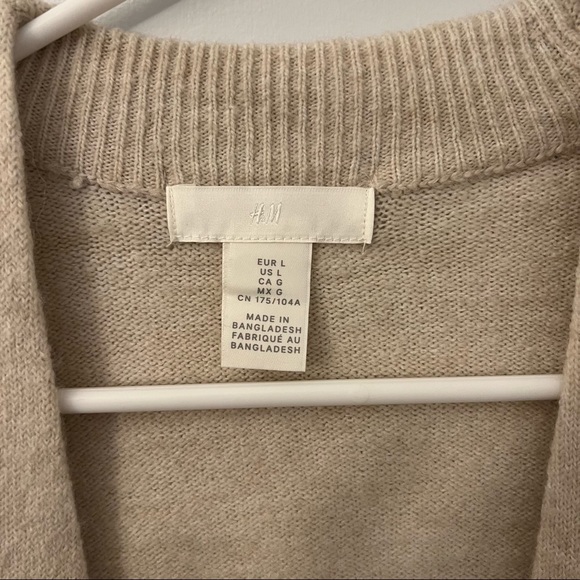 H&M
EUR L
US L
CA G
MX G
CN 175/104A
MADE IN
BANGLADESH
FABRIQUÉ AU
BANGLADESH